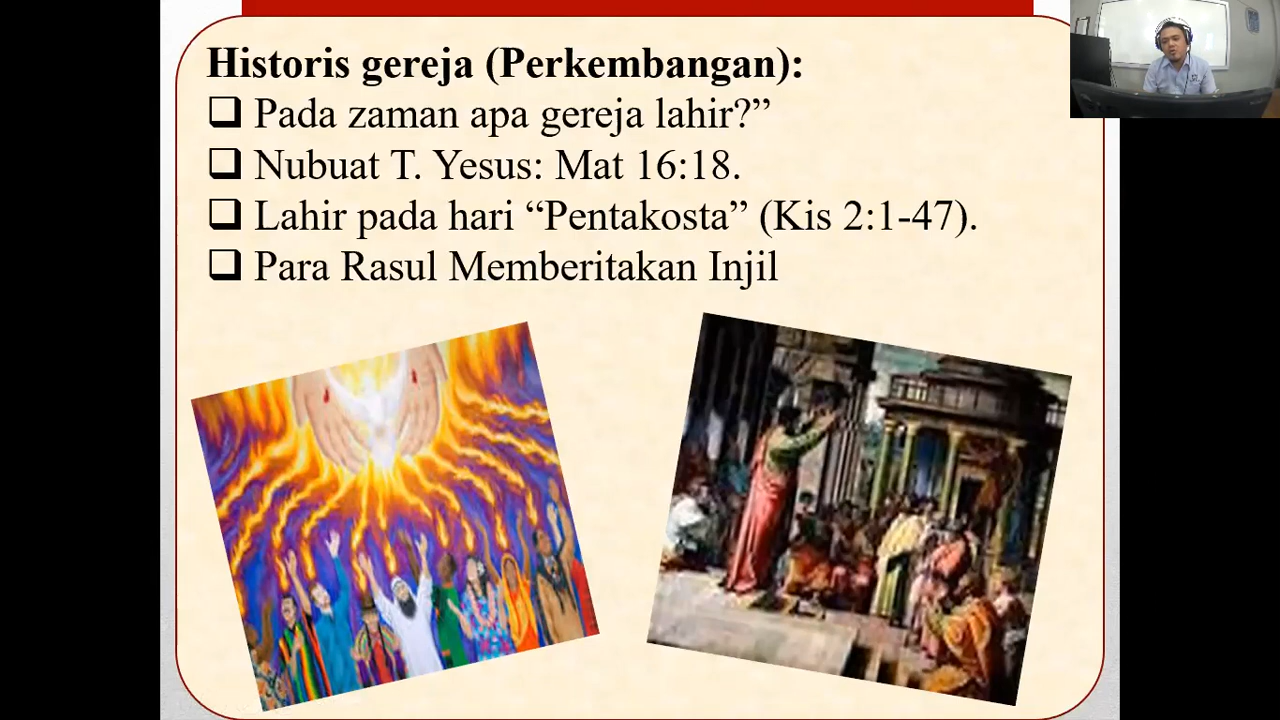 Historis gereja (Perkembangan):
❑ Pada zaman apa gereja lahir?”
❑ Nubuat T. Yesus: Mat 16:18.
❑ Lahir pada hari “Pentakosta” (Kis 2:1-47).
❑ Para Rasul Memberitakan Injil